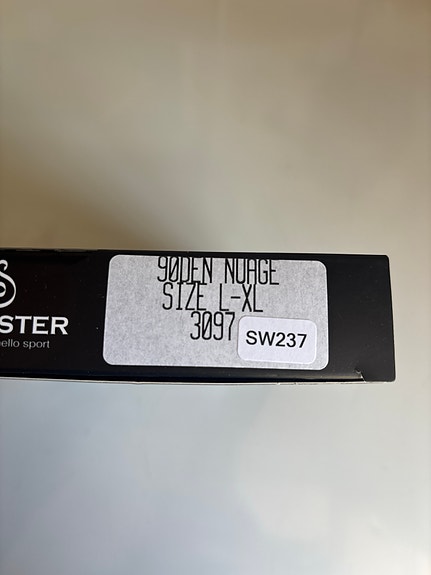 STER
ello sport
90DEN NUAGE
SIZE L-XL
3097
SW237